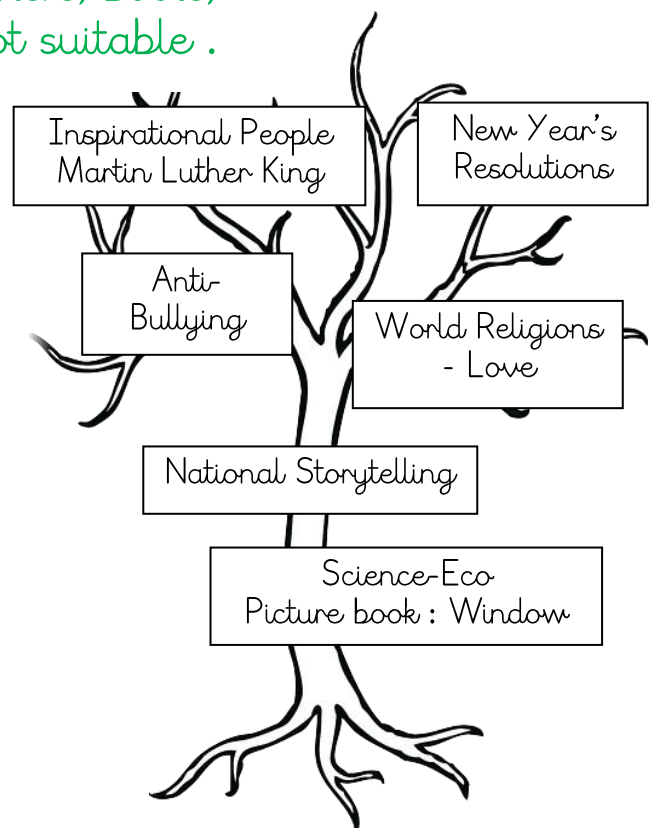 ot suitable .
Inspirational People
Martin Luther King
New Year's
Resolutions
Anti-
Bullying
World Religions
- Love
National Storytelling
Science-Eco
Picture book : Window